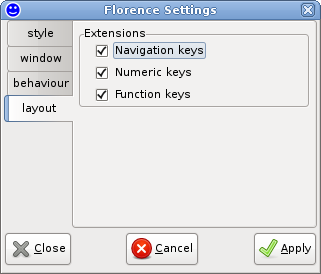 Florence Settings
style
window
behaviour
layout
Extensions
Navigation keys
Numeric keys
Function keys
Close
Cancel
Apply